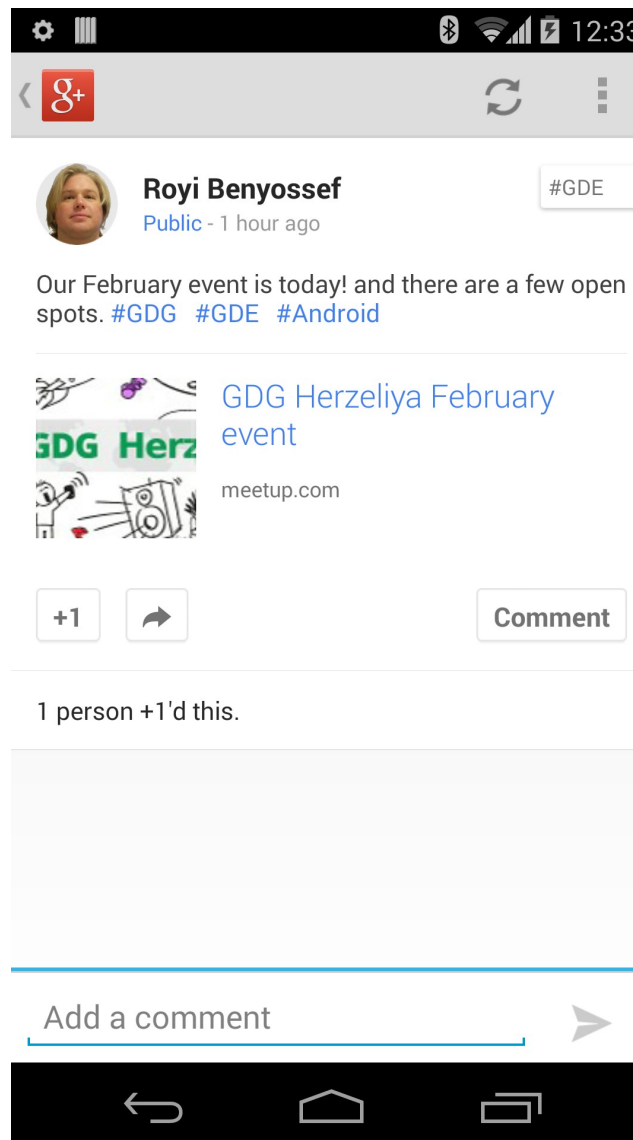 12:33
g+
Royi Benyossef
#GDE
Public - 1 hour ago
Our February event is today! and there are a few open
spots. #GDG #GDE #Android
GDG Herzeliya February
event
GDG Herz
meetup.com
+1
Comment
1 person +1'd this.
Add a comment